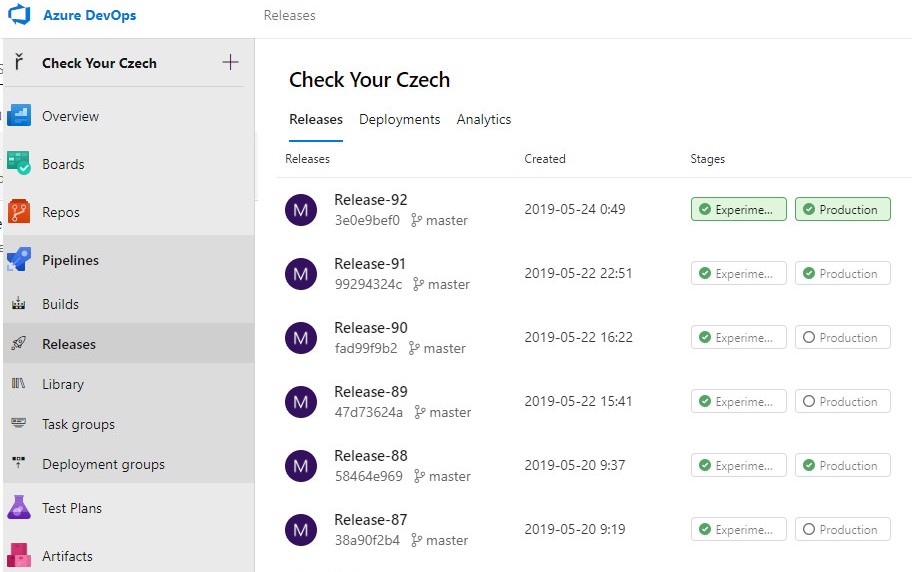 Azure DevOps
Releases
ř Check Your Czech +
Overview
Boards
Repos
Pipelines
Builds
Releases
Library
Task groups
Deployment groups
Test Plans
Artifacts
Check Your Czech
Releases Deployments Analytics
Releases Created Stages
M Release-92 2019-05-24 0:49 Experime... Production
3e0e9bef0 master
M Release-91 2019-05-22 22:51 Experime... Production
99294324c master
M Release-90 2019-05-22 16:22 Experime... Production
fad99f9b2 master
M Release-89 2019-05-22 15:41 Experime... Production
47d73624a master
M Release-88 2019-05-20 9:37 Experime... Production
58464e969 master
M Release-87 2019-05-20 9:19 Experime... Production
38a90f2b4 master